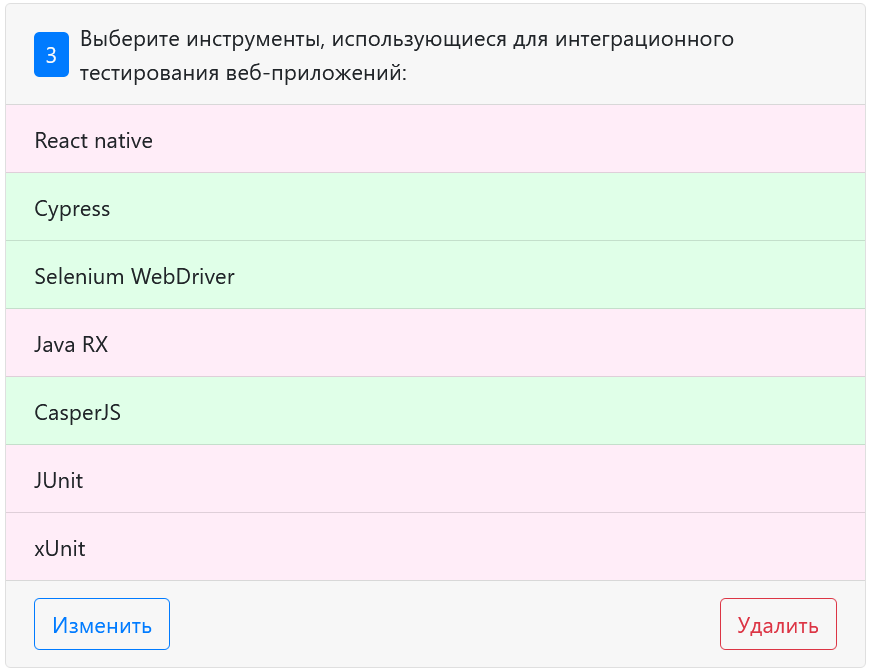 3
Выберите инструменты, использующиеся для интеграционного
тестирования веб-приложений:
React native
Cypress
Selenium WebDriver
Java RX
CasperJS
JUnit
xUnit
Изменить
Удалить